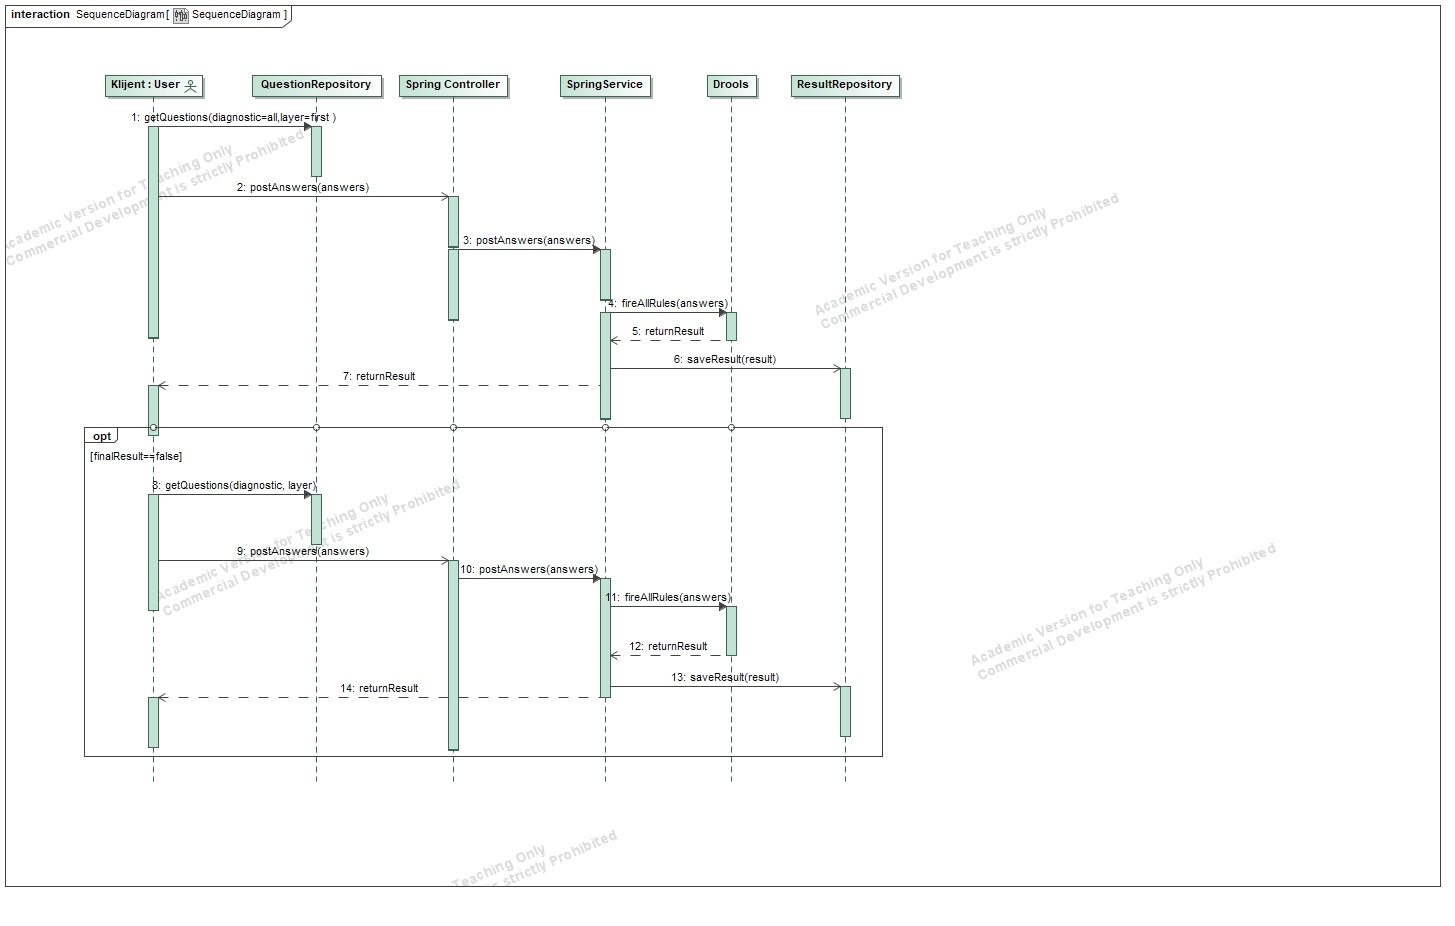 interaction SequenceDiagram[ SequenceDiagram ]
Klijent : User
QuestionRepository
Spring Controller
SpringService
Drools
ResultRepository
1: getQuestions(diagnostic=all,layer=first )
2: postAnswers(answers)
3: postAnswers(answers)
4: fireAllRules(answers)
5: returnResult
6: saveResult(result)
7: returnResult
opt
[finalResult==false]
8: getQuestions(diagnostic, layer)
9: postAnswers(answers)
10: postAnswers(answers)
11: fireAllRules(answers)
12: returnResult
13: saveResult(result)
14: returnResult
Academic Version for Teaching Only
Commercial Development is strictly Prohibited
Academic Version for Teaching Only
Commercial Development is strictly Prohibited
Academic Version for Teaching Only
Commercial Development is strictly Prohibited
Academic Version for Teaching Only
Commercial Development is strictly Prohibited
Teaching Only
is strictly Prohibited